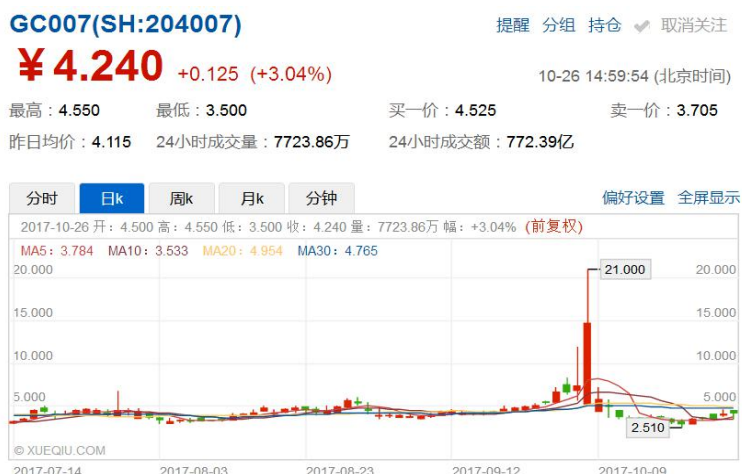 GC007(SH:204007)
提醒 分组 持仓 取消关注
¥4.240 +0.125 (+3.04%)
10-26 14:59:54 (北京时间)
最高：4.550 最低：3.500 买一价：4.525 卖一价：3.705
昨日均价：4.115 24小时成交量：7723.86万 24小时成交额：772.39亿
分时 日k 周k 月k 分钟 偏好设置 全屏显示
2017-10-26 开：4.500 高：4.550 低：3.500 收：4.240 量：7723.86万 幅：+3.04% (前复权)
MA5：3.784 MA10：3.533 MA20：4.954 MA30：4.765
20.000 21.000 20.000
15.000 15.000
10.000 10.000
5.000 5.000
2.510
© XUEQIU.COM
2017-07-14 2017-08-03 2017-08-23 2017-09-12 2017-10-09